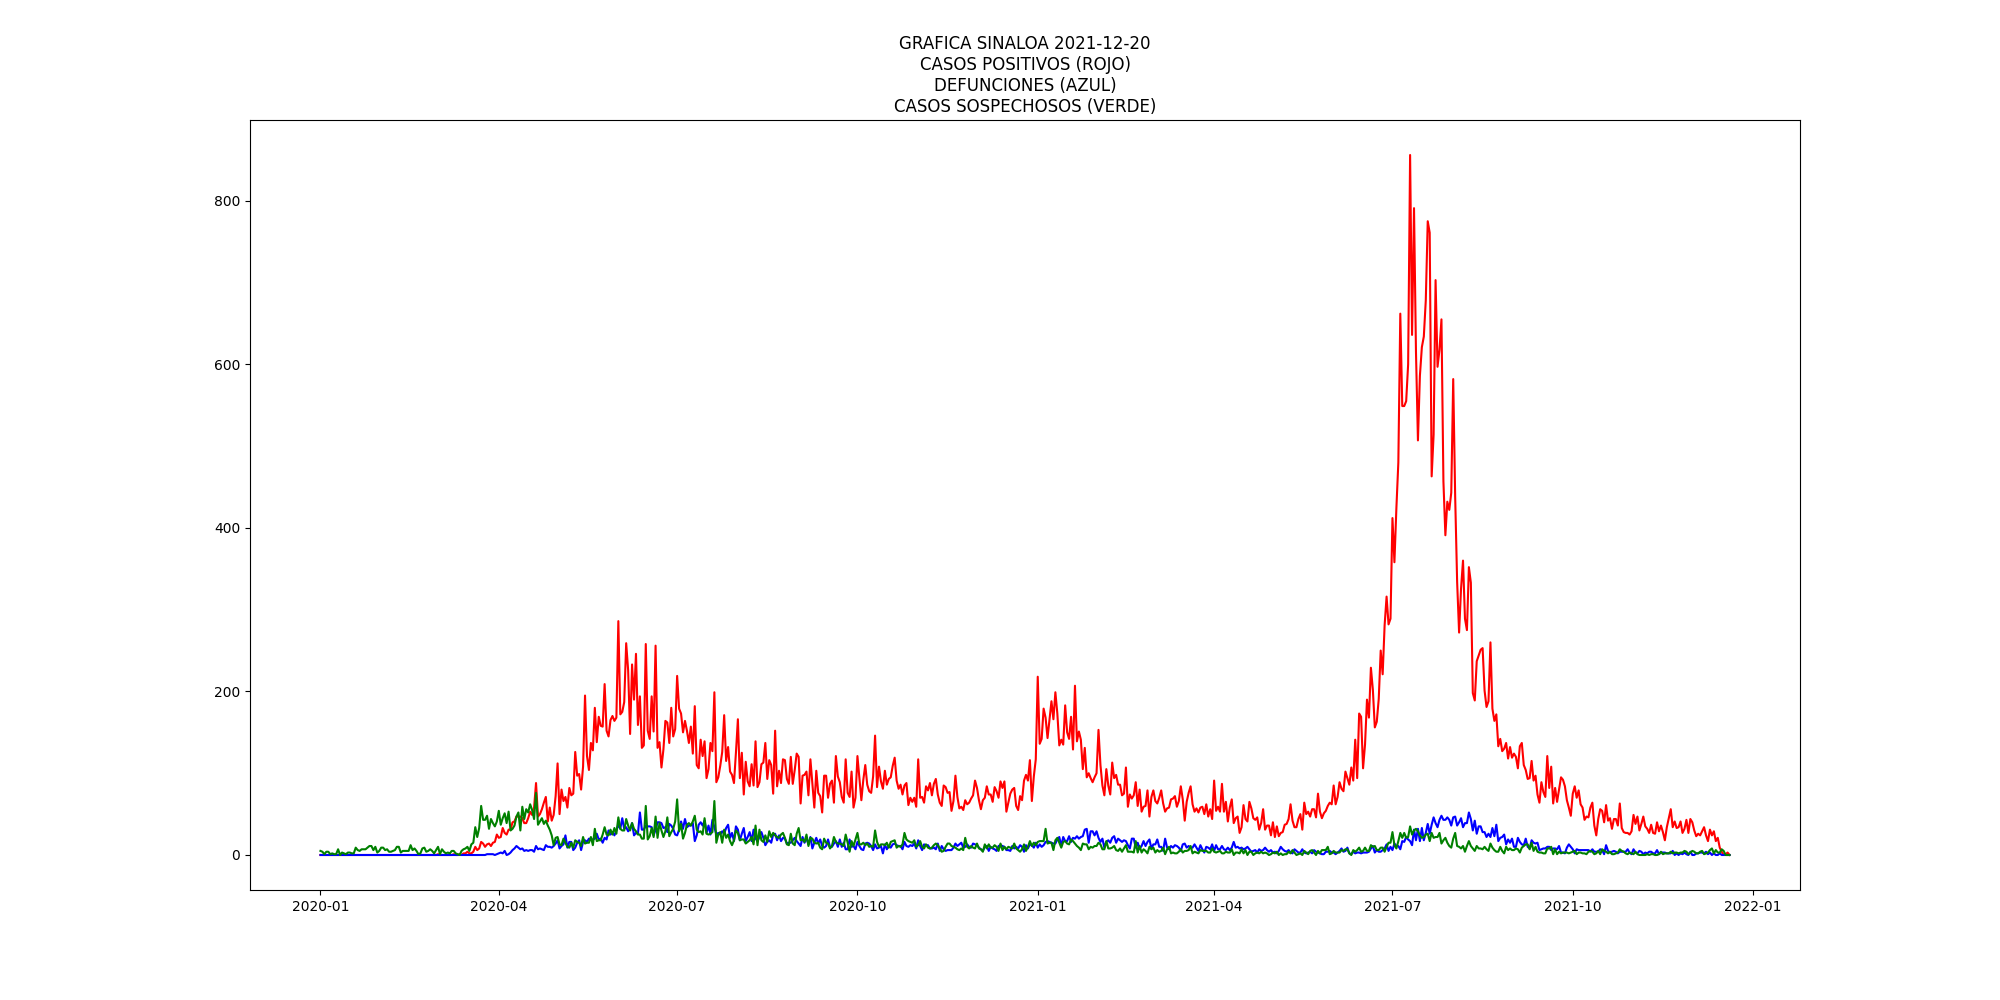 GRAFICA SINALOA 2021-12-20
CASOS POSITIVOS (ROJO)
DEFUNCIONES (AZUL)
CASOS SOSPECHOSOS (VERDE)
800
600
400
200
0
2020-01 2020-04 2020-07 2020-10 2021-01 2021-04 2021-07 2021-10 2022-01